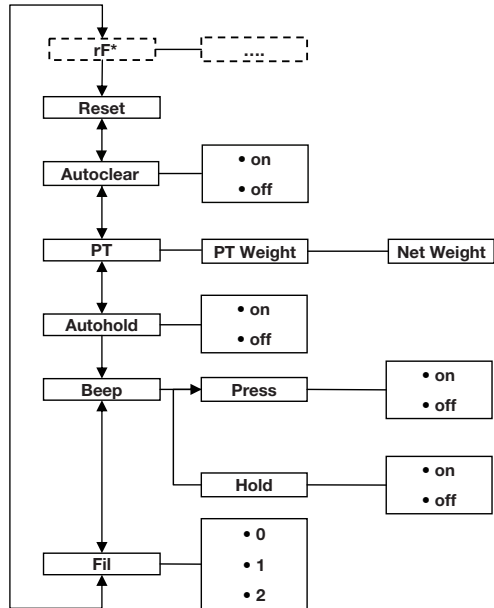 rF*
....
Reset
Autoclear
• on
• off
PT
PT Weight
Net Weight
Autohold
• on
• off
Beep
Press
• on
• off
Hold
• on
• off
Fil
• 0
• 1
• 2